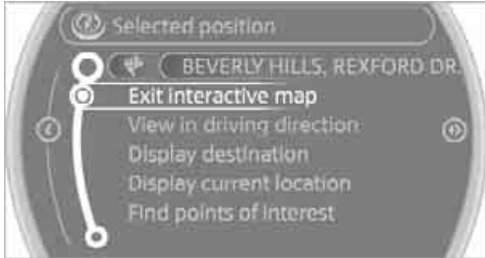 Selected position
BEVERLY HILLS, REXFORD DR.
Exit interactive map
View in driving direction
Display destination
Display current location
Find points of interest